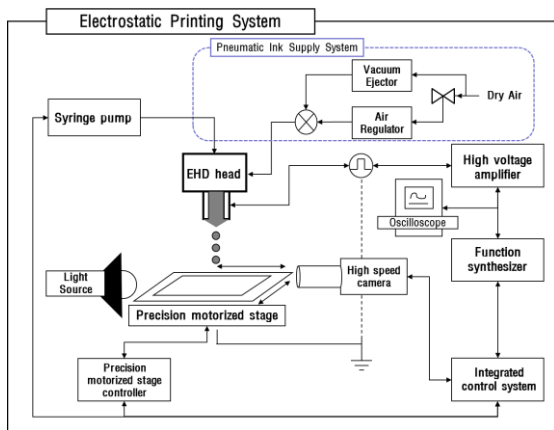 Electrostatic Printing System
Pneumatic Ink Supply System
Vacuum
Ejector
Dry Air
Air
Regulator
Syringe pump
EHD head
High voltage
amplifier
Oscilloscope
Function
synthesizer
Light
Source
High speed
camera
Precision motorized stage
Precision
motorized stage
controller
Integrated
control system